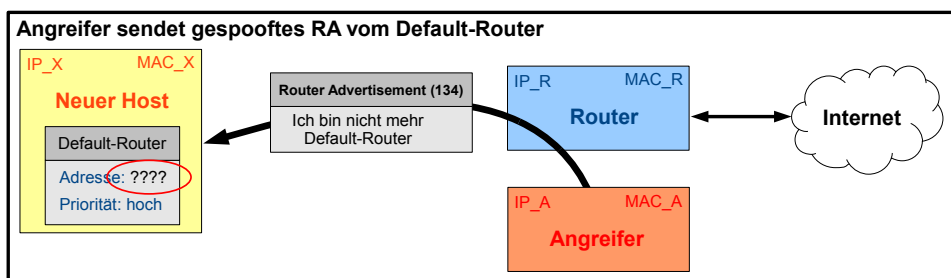 Angreifer sendet gespooftes RA vom Default-Router
IP_X MAC_X
Neuer Host
Default-Router
Adresse: ????
Priorität: hoch
Router Advertisement (134)
Ich bin nicht mehr
Default-Router
IP_R MAC_R
Router
Internet
IP_A MAC_A
Angreifer